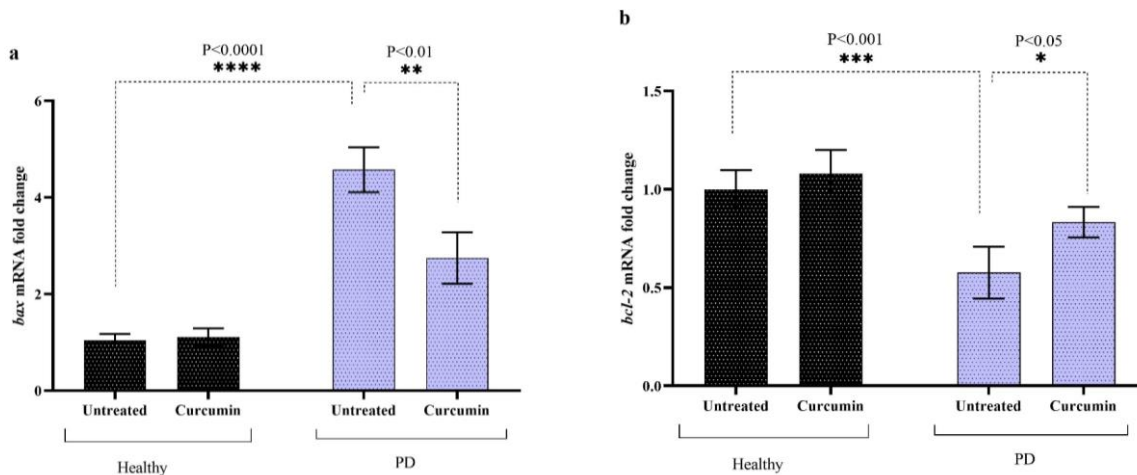 a
P<0.0001
****
P<0.01
**
bax mRNA fold change
6
4
2
0
Untreated
Curcumin
Untreated
Curcumin
Healthy
PD
b
P<0.001
***
P<0.05
*
bcl-2 mRNA fold change
1.5
1.0
0.5
0.0
Untreated
Curcumin
Untreated
Curcumin
Healthy
PD